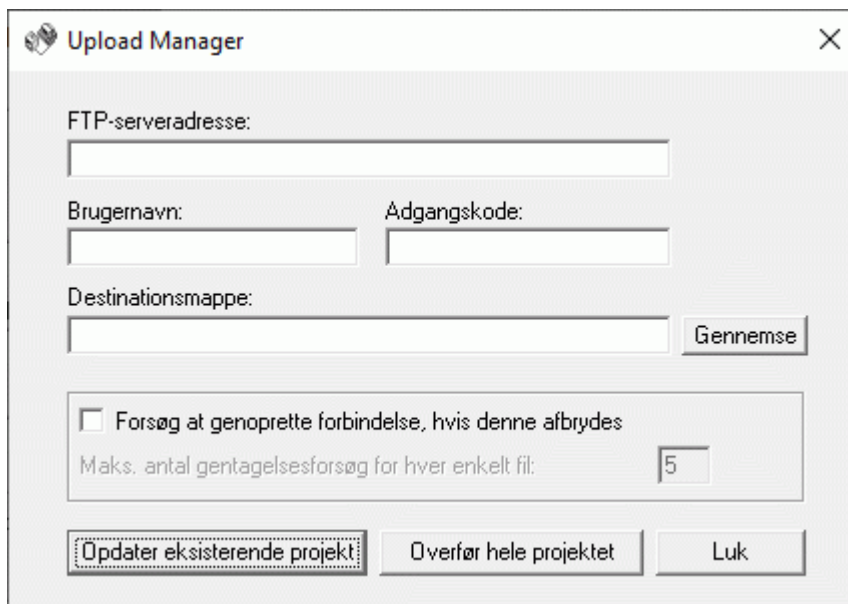 Upload Manager
FTP-serveradresse:
Brugernavn: Adgangskode:
Destinationsmappe:
Gennemse
Forsøg at genoprette forbindelse, hvis denne afbrydes
Maks. antal gentagelsesforsøg for hver enkelt fil: 5
Opdater eksisterende projekt Overfør hele projektet Luk